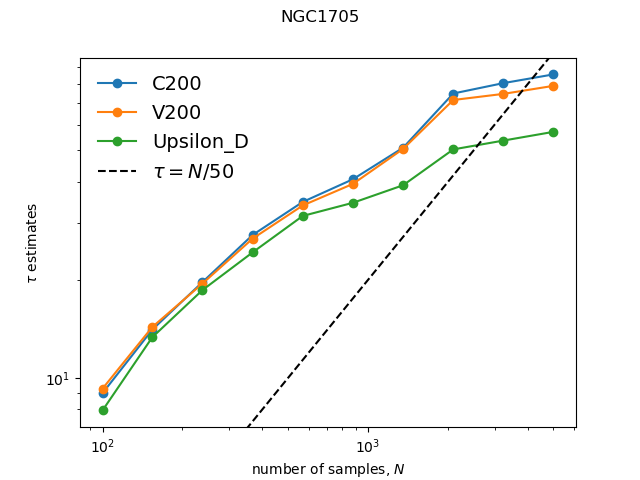 NGC1705
C200
V200
Upsilon_D
τ = N/50
τ estimates
10¹
10² 10³
number of samples, N